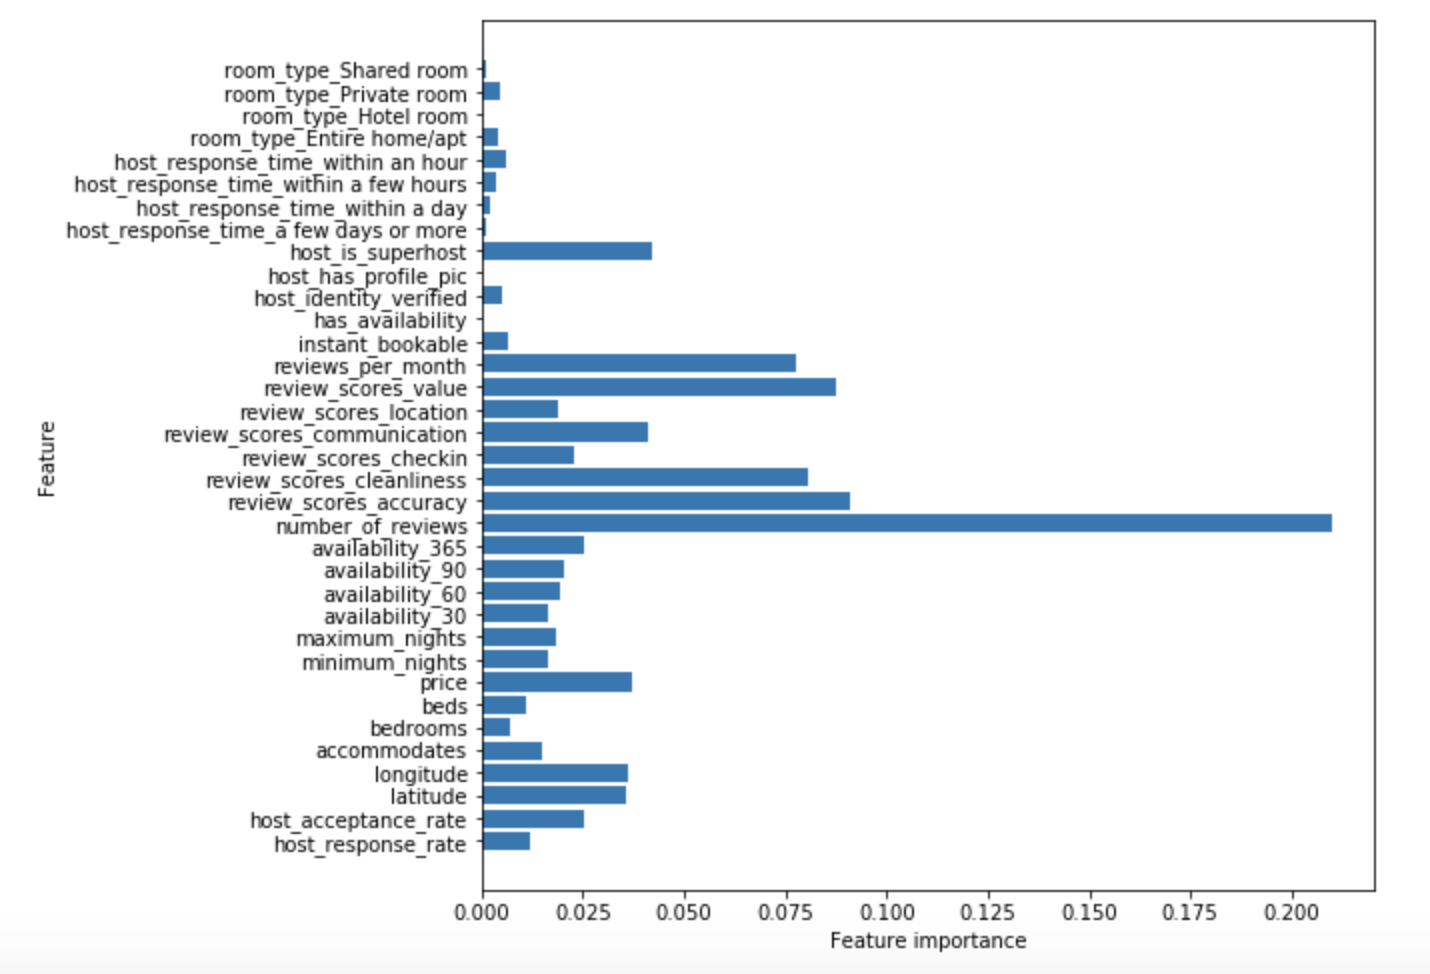 room_type_Shared room
room_type_Private room
room_type_Hotel room
room_type_Entire home/apt
host_response_time_within an hour
host_response_time_within a few hours
host_response_time_within a day
host_response_time_a few days or more
host_is_superhost
host_has_profile_pic
host_identity_verified
has_availability
instant_bookable
reviews_per_month
review_scores_value
review_scores_location
review_scores_communication
review_scores_checkin
review_scores_cleanliness
review_scores_accuracy
number_of_reviews
availability_365
availability_90
availability_60
availability_30
maximum_nights
minimum_nights
price
beds
bedrooms
accommodates
longitude
latitude
host_acceptance_rate
host_response_rate
Feature
0.000 0.025 0.050 0.075 0.100 0.125 0.150 0.175 0.200
Feature importance